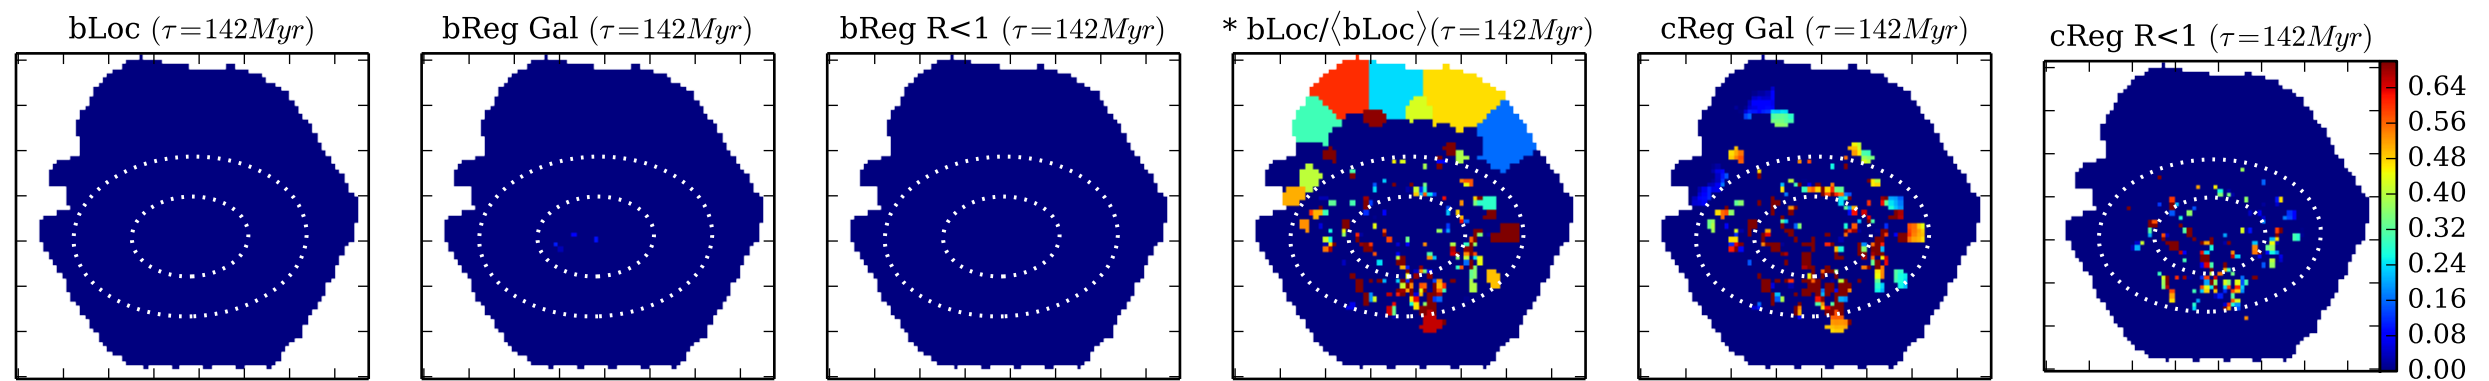 bLoc (τ=142Myr)
bReg Gal (τ=142Myr)
bReg R<1 (τ=142Myr)
* bLoc/⟨bLoc⟩(τ=142Myr)
cReg Gal (τ=142Myr)
cReg R<1 (τ=142Myr)
0.64
0.56
0.48
0.40
0.32
0.24
0.16
0.08
0.00